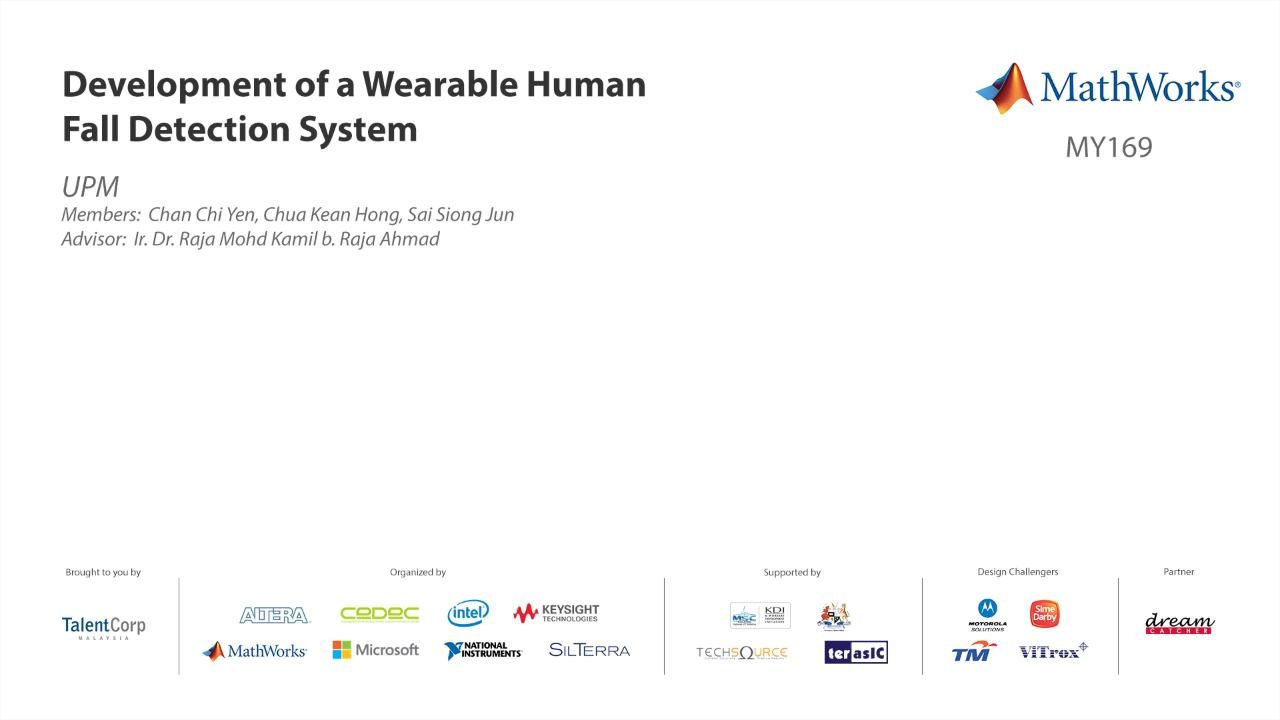 Development of a Wearable Human
Fall Detection System
MathWorks®
MY169
UPM
Members: Chan Chi Yen, Chua Kean Hong, Sai Siong Jun
Advisor: Ir. Dr. Raja Mohd Kamil b. Raja Ahmad
Brought to you by
Organized by
Supported by
Design Challengers
Partner
TalentCorp
MALAYSIA
ALTERA
CEDEC
intel
KEYSIGHT
TECHNOLOGIES
MathWorks
Microsoft
NATIONAL
INSTRUMENTS
SILTERRA
MSC
KDI
TECHSOURCE
terasIC
MOTOROLA
SOLUTIONS
Sime
Darby
TM
ViTrox
dream
CATCHER